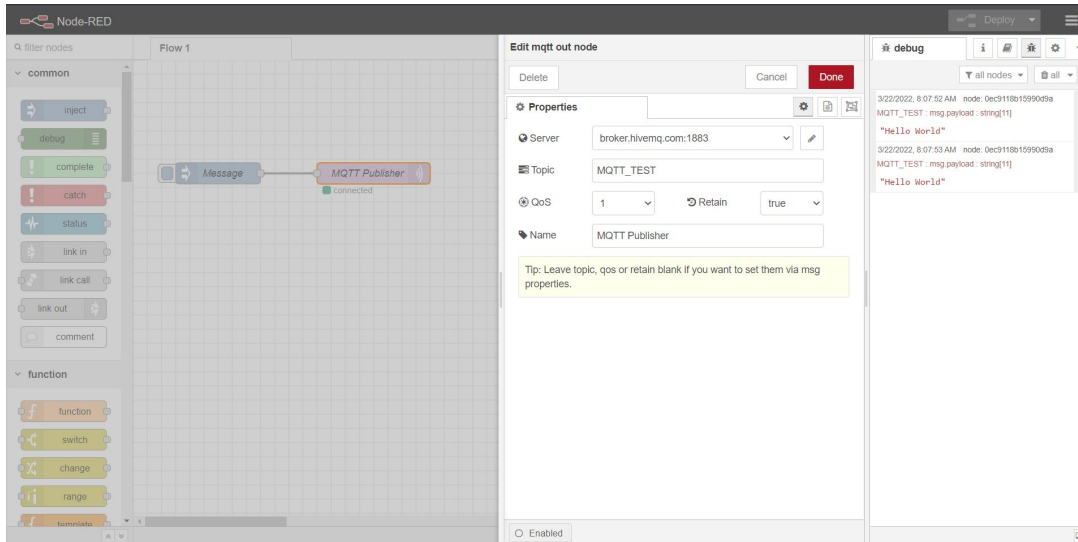 Node-RED
Deploy
filter nodes
common
inject
debug
complete
catch
status
link in
link call
link out
comment
function
function
switch
change
range
template
Flow 1
Message
MQTT Publisher
connected
Edit mqtt out node
Delete
Cancel
Done
Properties
Server
broker.hivemq.com:1883
Topic
MQTT_TEST
QoS
1
Retain
true
Name
MQTT Publisher
Tip: Leave topic, qos or retain blank if you want to set them via msg
properties.
Enabled
debug
all nodes
all
3/22/2022, 8:07:52 AM node: 0ec9118b15990d9a
MQTT_TEST : msg.payload : string[11]
"Hello World"
3/22/2022, 8:07:53 AM node: 0ec9118b15990d9a
MQTT_TEST : msg.payload : string[11]
"Hello World"